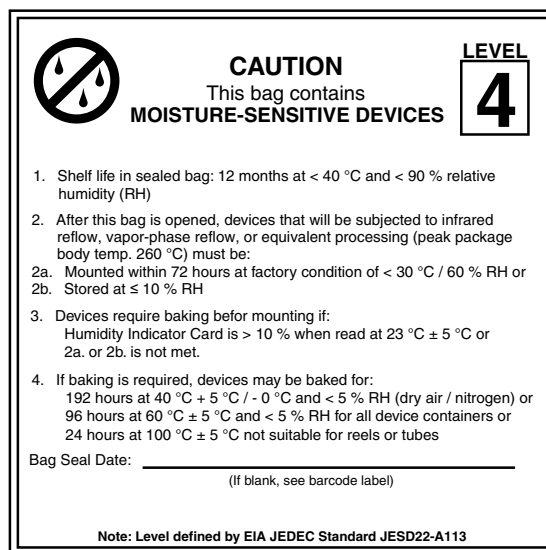 CAUTION
This bag contains
MOISTURE-SENSITIVE DEVICES
LEVEL
4
1. Shelf life in sealed bag: 12 months at < 40 °C and < 90 % relative
humidity (RH)
2. After this bag is opened, devices that will be subjected to infrared
reflow, vapor-phase reflow, or equivalent processing (peak package
body temp. 260 °C) must be:
2a. Mounted within 72 hours at factory condition of < 30 °C / 60 % RH or
2b. Stored at ≤ 10 % RH
3. Devices require baking befor mounting if:
Humidity Indicator Card is > 10 % when read at 23 °C ± 5 °C or
2a. or 2b. is not met.
4. If baking is required, devices may be baked for:
192 hours at 40 °C + 5 °C / - 0 °C and < 5 % RH (dry air / nitrogen) or
96 hours at 60 °C ± 5 °C and < 5 % RH for all device containers or
24 hours at 100 °C ± 5 °C not suitable for reels or tubes
Bag Seal Date:
(If blank, see barcode label)
Note: Level defined by EIA JEDEC Standard JESD22-A113